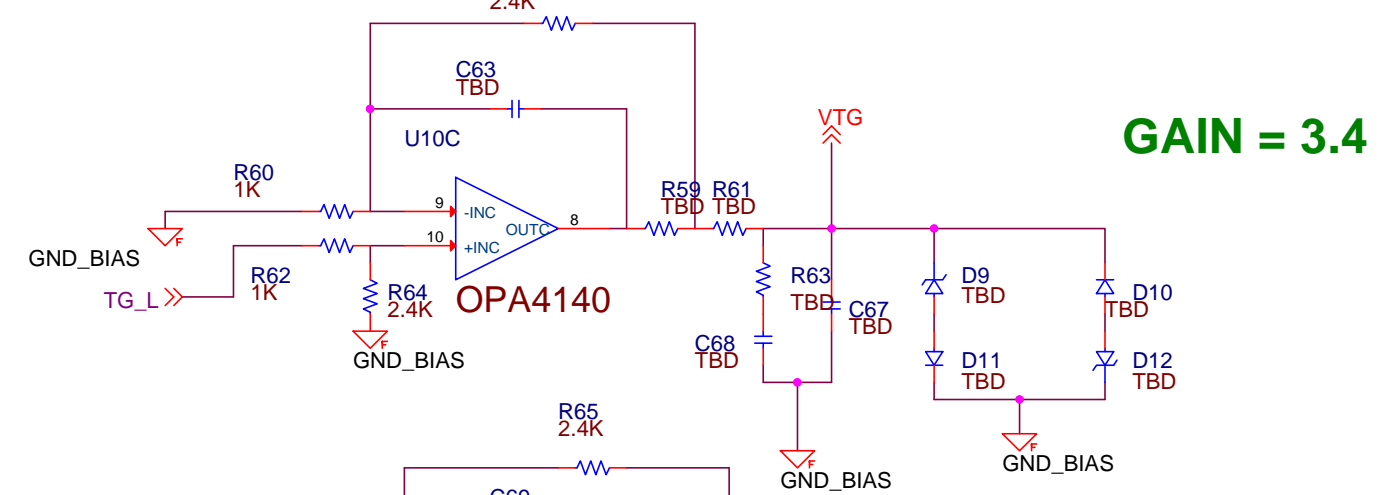 2.4K
C63
TBD
VTG
GAIN = 3.4
U10C
R60
1K
R59
TBD
R61
TBD
9
-INC
OUTC
8
10
+INC
GND_BIAS
F
R62
1K
TG_L
R64
2.4K
OPA4140
R63
TBD
C67
TBD
D9
TBD
D10
TBD
F
GND_BIAS
C68
TBD
D11
TBD
D12
TBD
R65
2.4K
F
GND_BIAS
F
GND_BIAS
C69